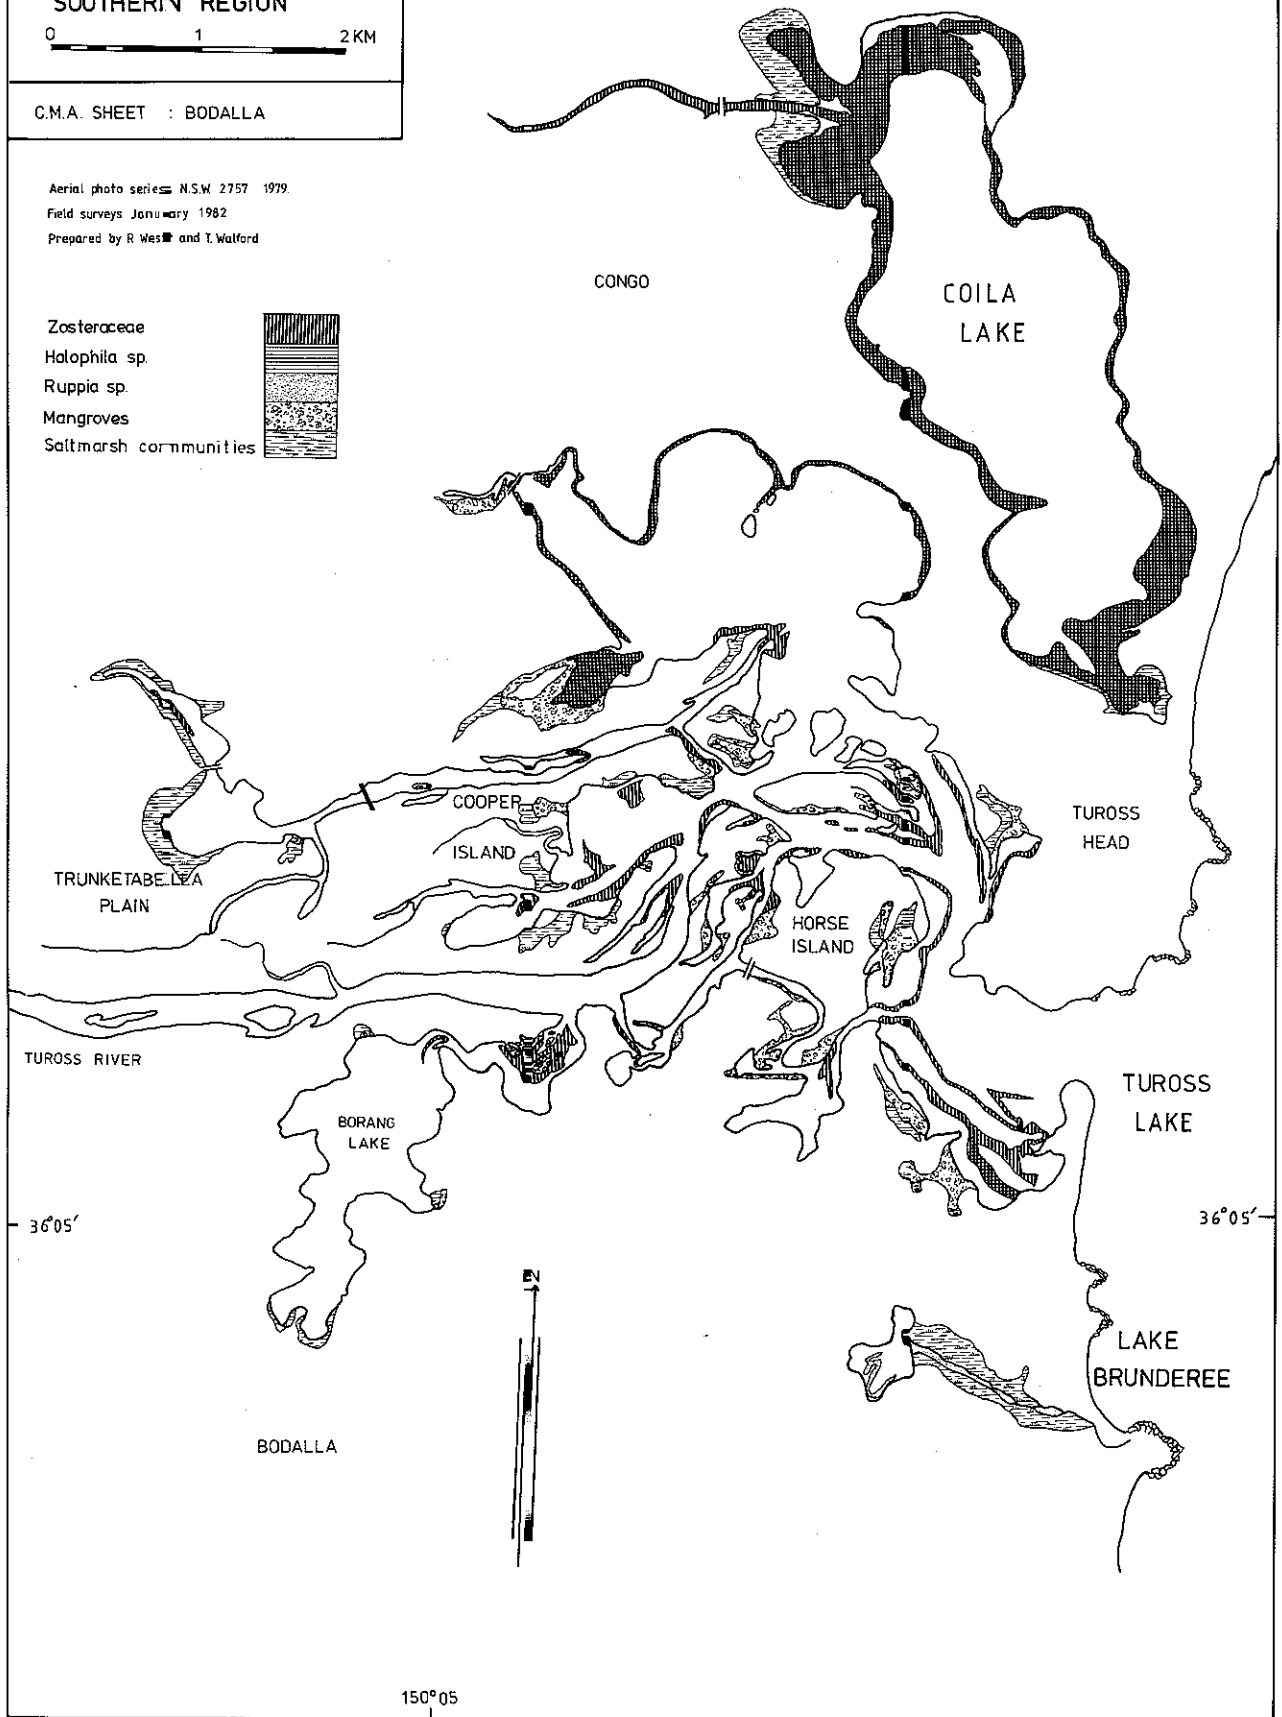 SOUTHERN REGION
0 1 2 KM
C.M.A. SHEET : BODALLA
Aerial photo series N.S.W. 2757 1979.
Field surveys January 1982
Prepared by R West and T. Walford
Zosteraceae
Halophila sp.
Ruppia sp.
Mangroves
Saltmarsh communities
CONGO
COILA
LAKE
COOPER
ISLAND
TUROSS
HEAD
TRUNKETABELLA
PLAIN
HORSE
ISLAND
TUROSS RIVER
TUROSS
LAKE
BORANG
LAKE
36°05′
36°05′
N
LAKE
BRUNDEREE
BODALLA
150°05